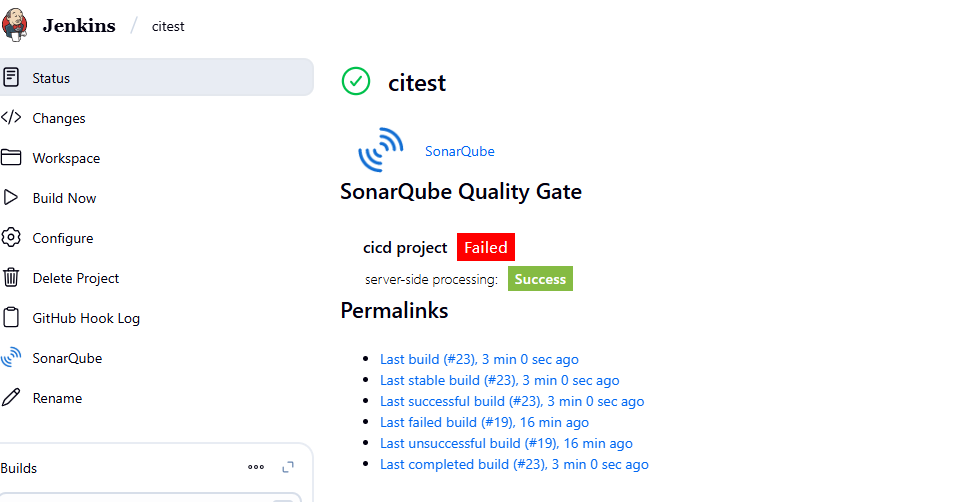 Jenkins / citest
Status
Changes
Workspace
Build Now
Configure
Delete Project
GitHub Hook Log
SonarQube
Rename
Builds
citest
SonarQube
SonarQube Quality Gate
cicd project Failed
server-side processing: Success
Permalinks
Last build (#23), 3 min 0 sec ago
Last stable build (#23), 3 min 0 sec ago
Last successful build (#23), 3 min 0 sec ago
Last failed build (#19), 16 min ago
Last unsuccessful build (#19), 16 min ago
Last completed build (#23), 3 min 0 sec ago